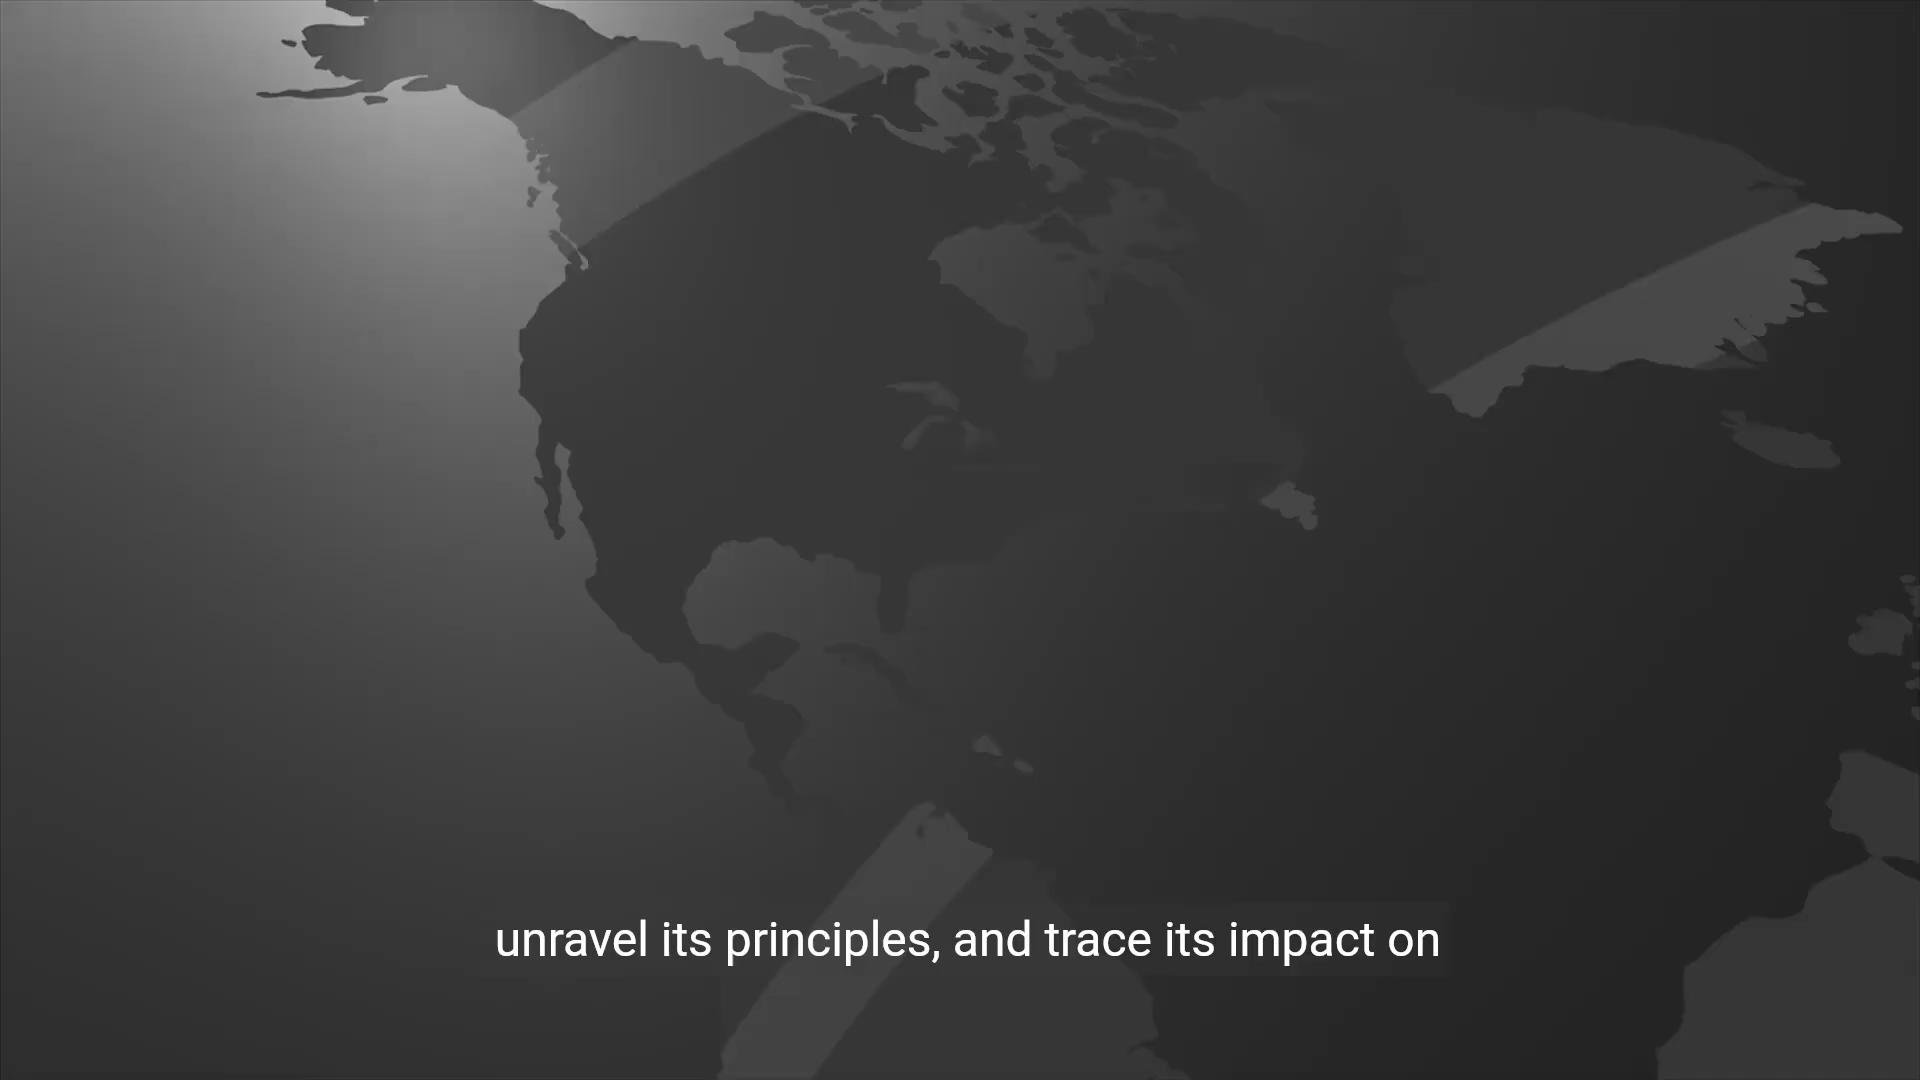 unravel its principles, and trace its impact on